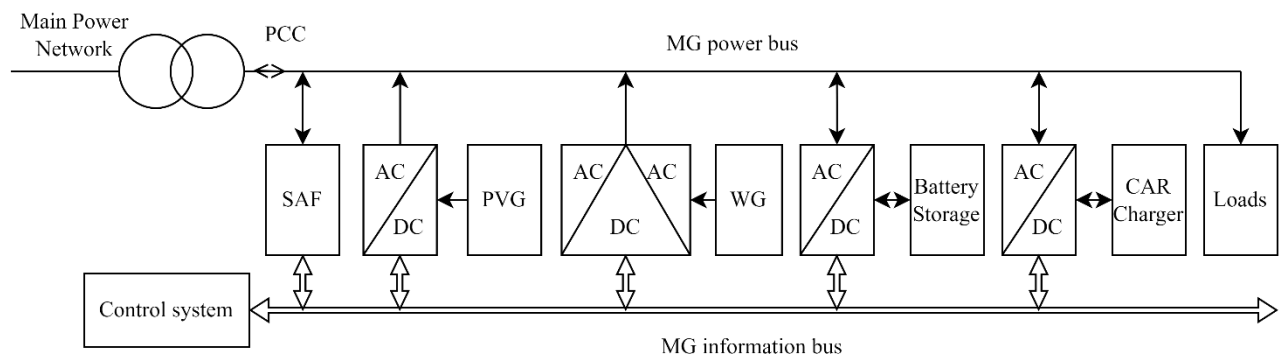 Main Power
Network
PCC
MG power bus
SAF
AC
DC
PVG
AC
AC
DC
WG
AC
DC
Battery
Storage
AC
DC
CAR
Charger
Loads
Control system
MG information bus